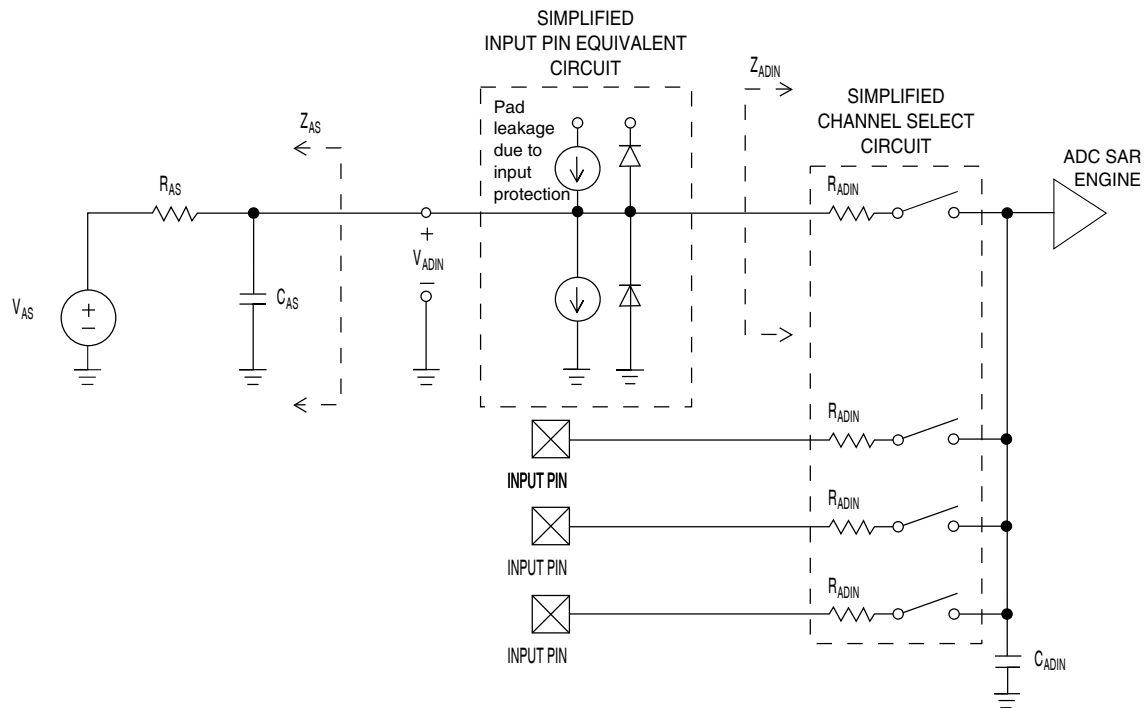 SIMPLIFIED
INPUT PIN EQUIVALENT
CIRCUIT
Pad
leakage
due to
input
protection
Z_ADIN
SIMPLIFIED
CHANNEL SELECT
CIRCUIT
ADC SAR
ENGINE
Z_AS
R_AS
R_ADIN
+
V_ADIN
−
V_AS
+
−
C_AS
R_ADIN
INPUT PIN
R_ADIN
INPUT PIN
R_ADIN
INPUT PIN
C_ADIN